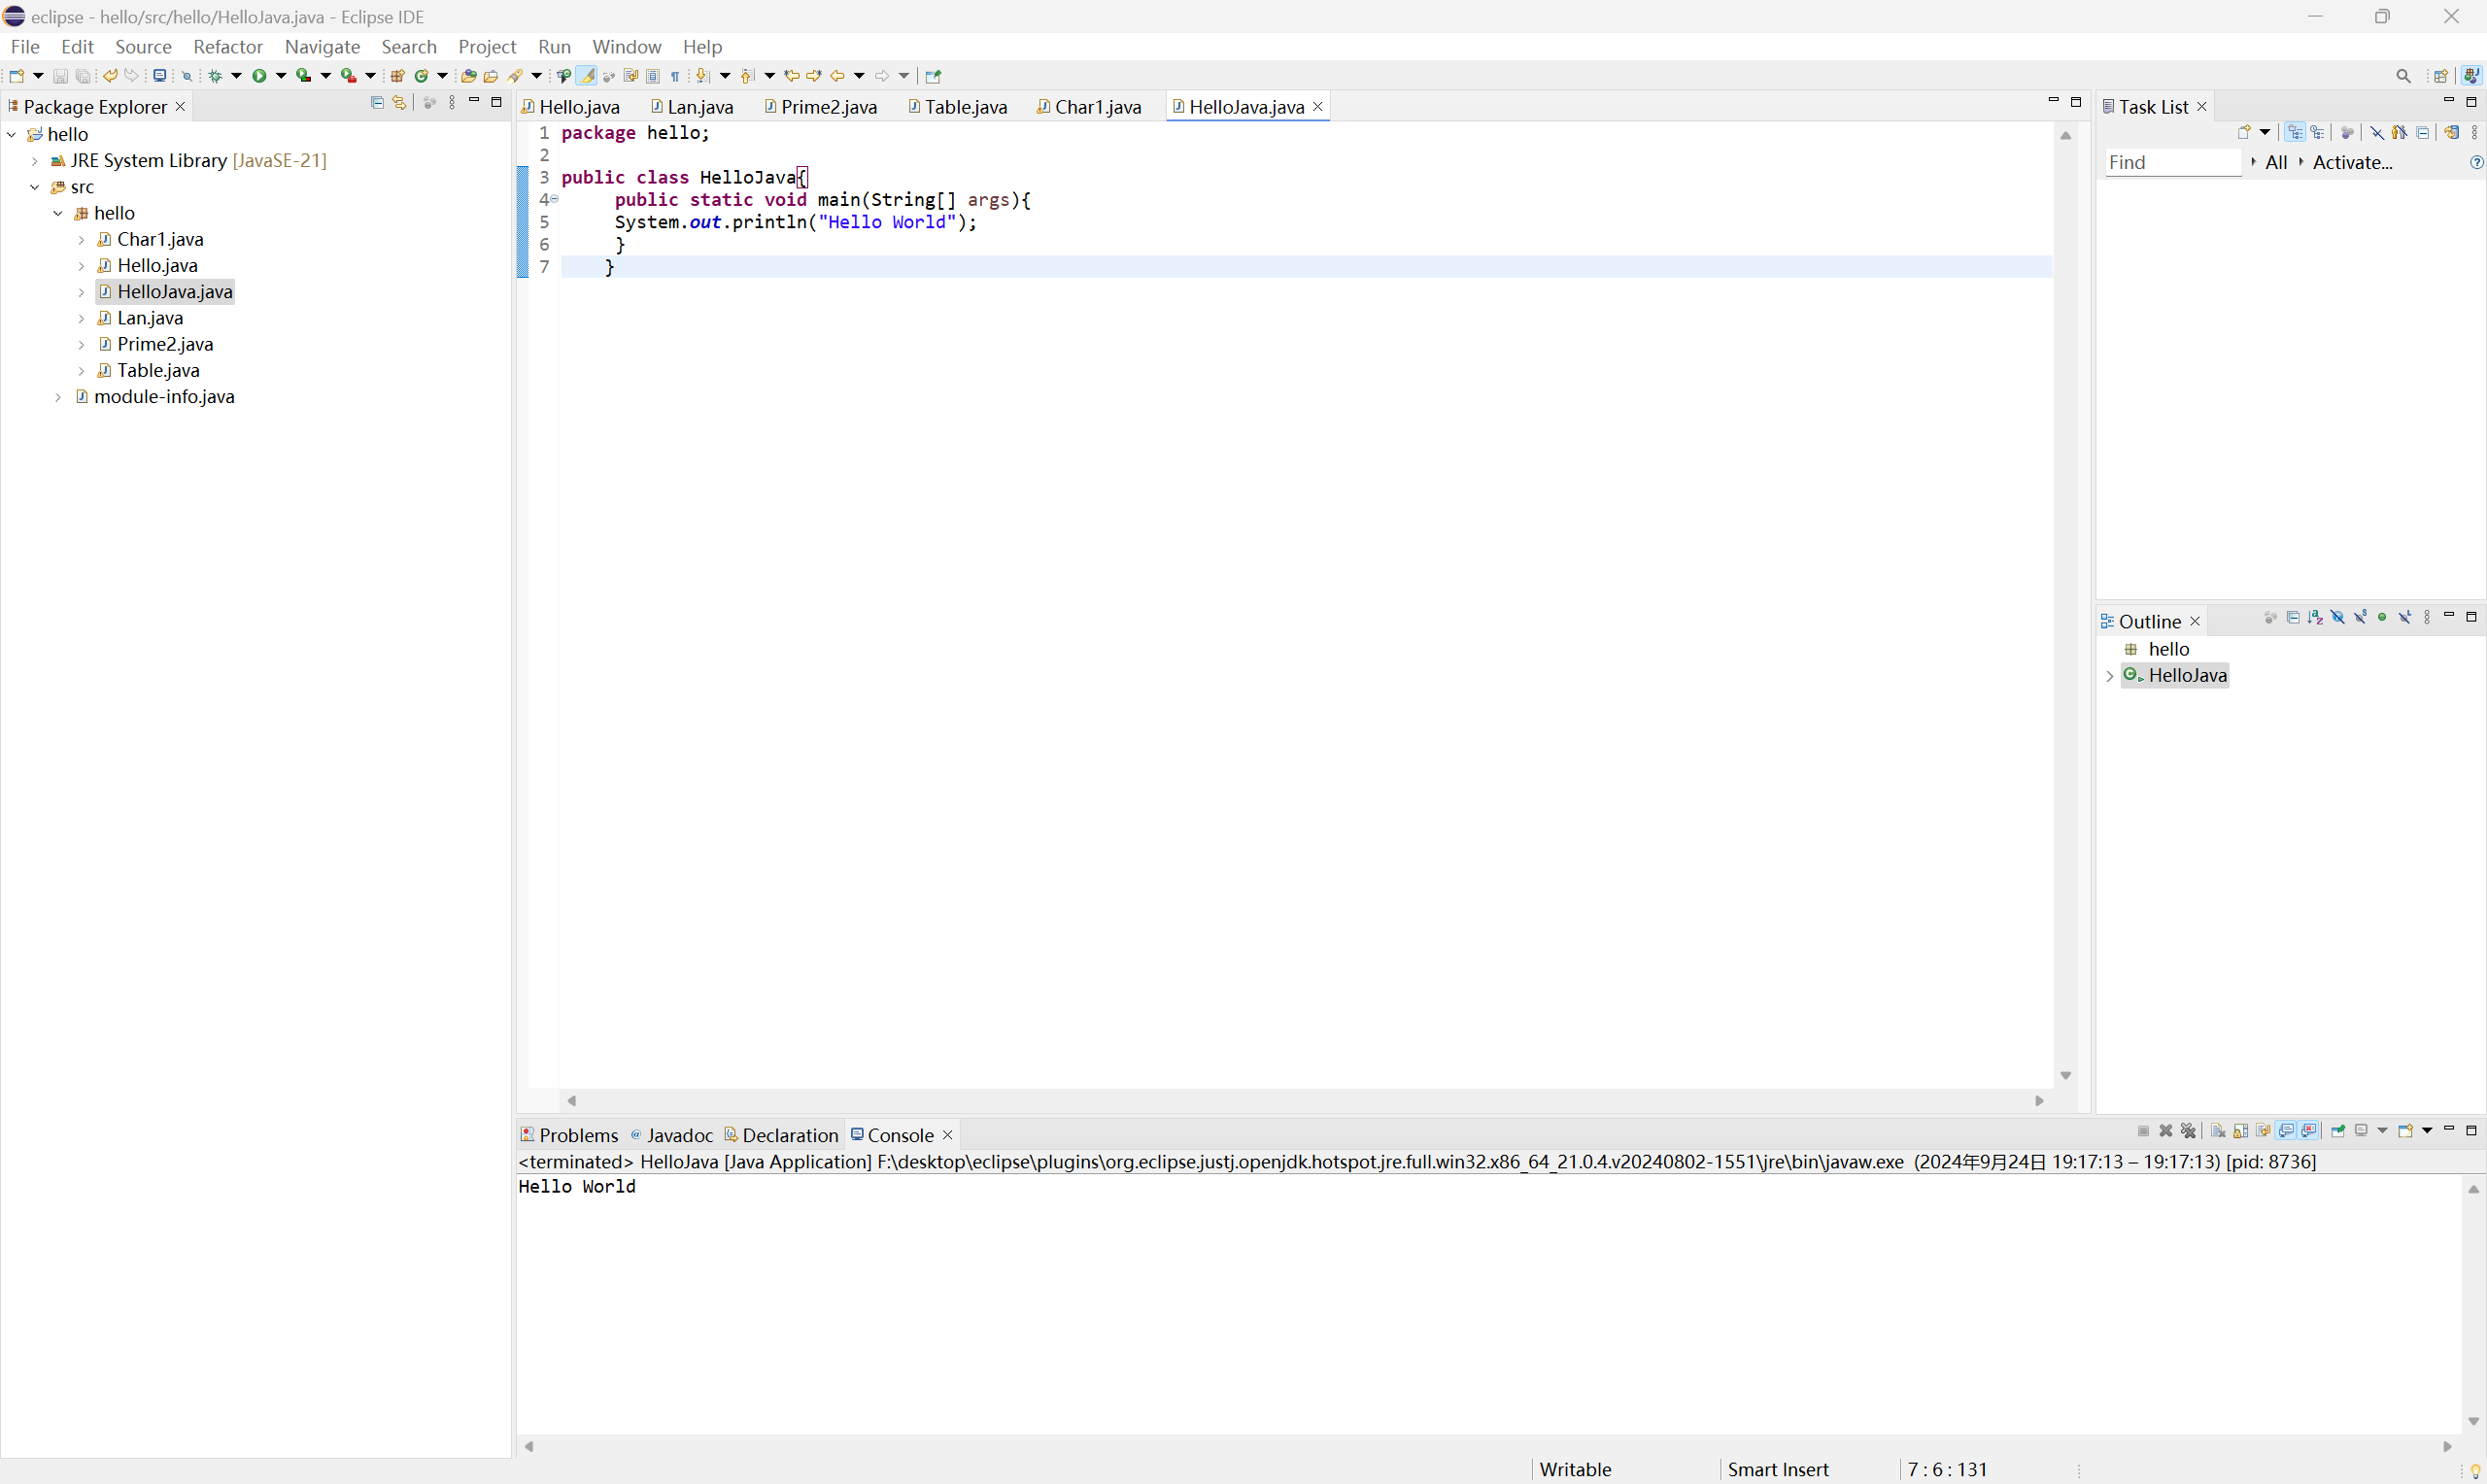 eclipse - hello/src/hello/HelloJava.java - Eclipse IDE
File Edit Source Refactor Navigate Search Project Run Window Help
Package Explorer
hello
JRE System Library [JavaSE-21]
src
hello
Char1.java
Hello.java
HelloJava.java
Lan.java
Prime2.java
Table.java
module-info.java
Hello.java Lan.java Prime2.java Table.java Char1.java HelloJava.java
1 package hello;
2
3 public class HelloJava{
4 public static void main(String[] args){
5 System.out.println("Hello World");
6 }
7 }
Task List
Find All Activate...
Outline
hello
HelloJava
Problems Javadoc Declaration Console
<terminated> HelloJava [Java Application] F:\desktop\eclipse\plugins\org.eclipse.justj.openjdk.hotspot.jre.full.win32.x86_64_21.0.4.v20240802-1551\jre\bin\javaw.exe (2024年9月24日 19:17:13 – 19:17:13) [pid: 8736]
Hello World
Writable Smart Insert 7 : 6 : 131